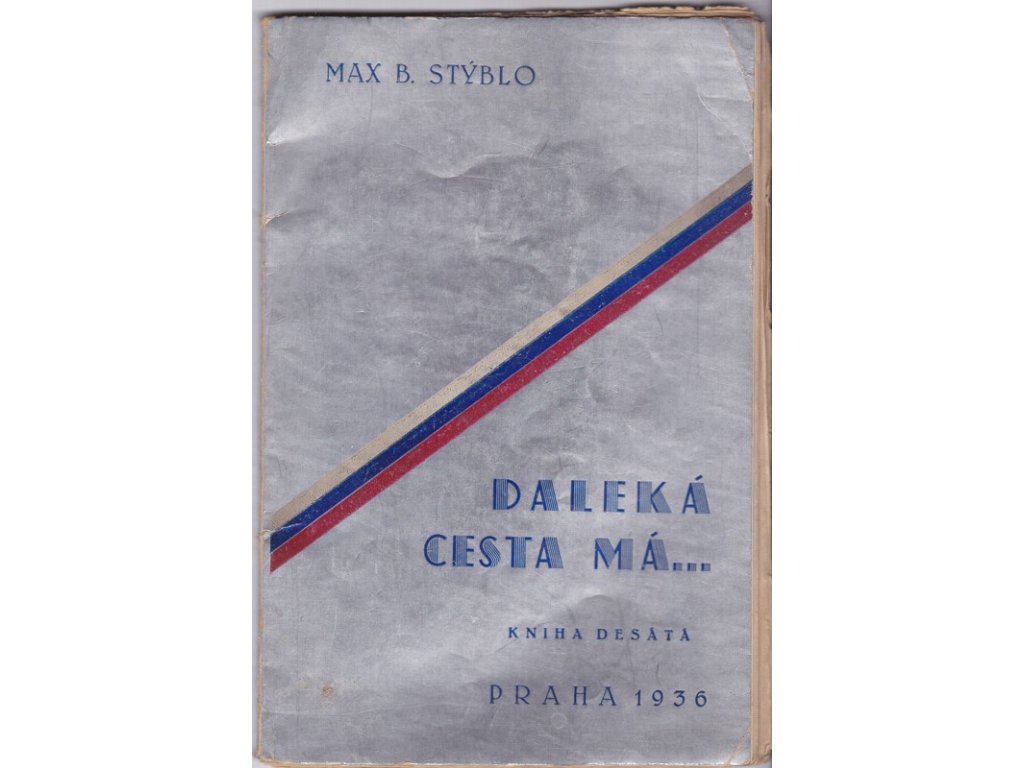 MAX B. STÝBLO
DALEKÁ
CESTA MÁ...
KNIHA DESÁTÁ
PRAHA 1936